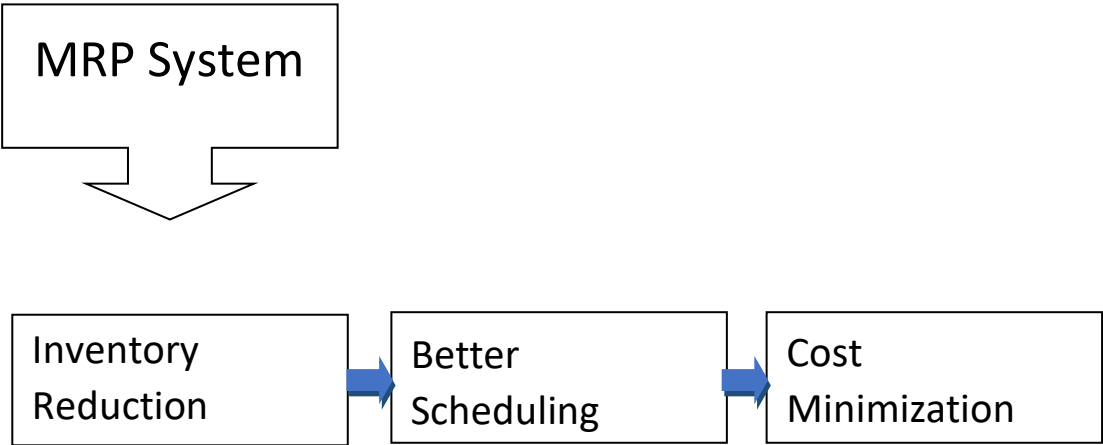 MRP System
Inventory
Reduction
Better
Scheduling
Cost
Minimization